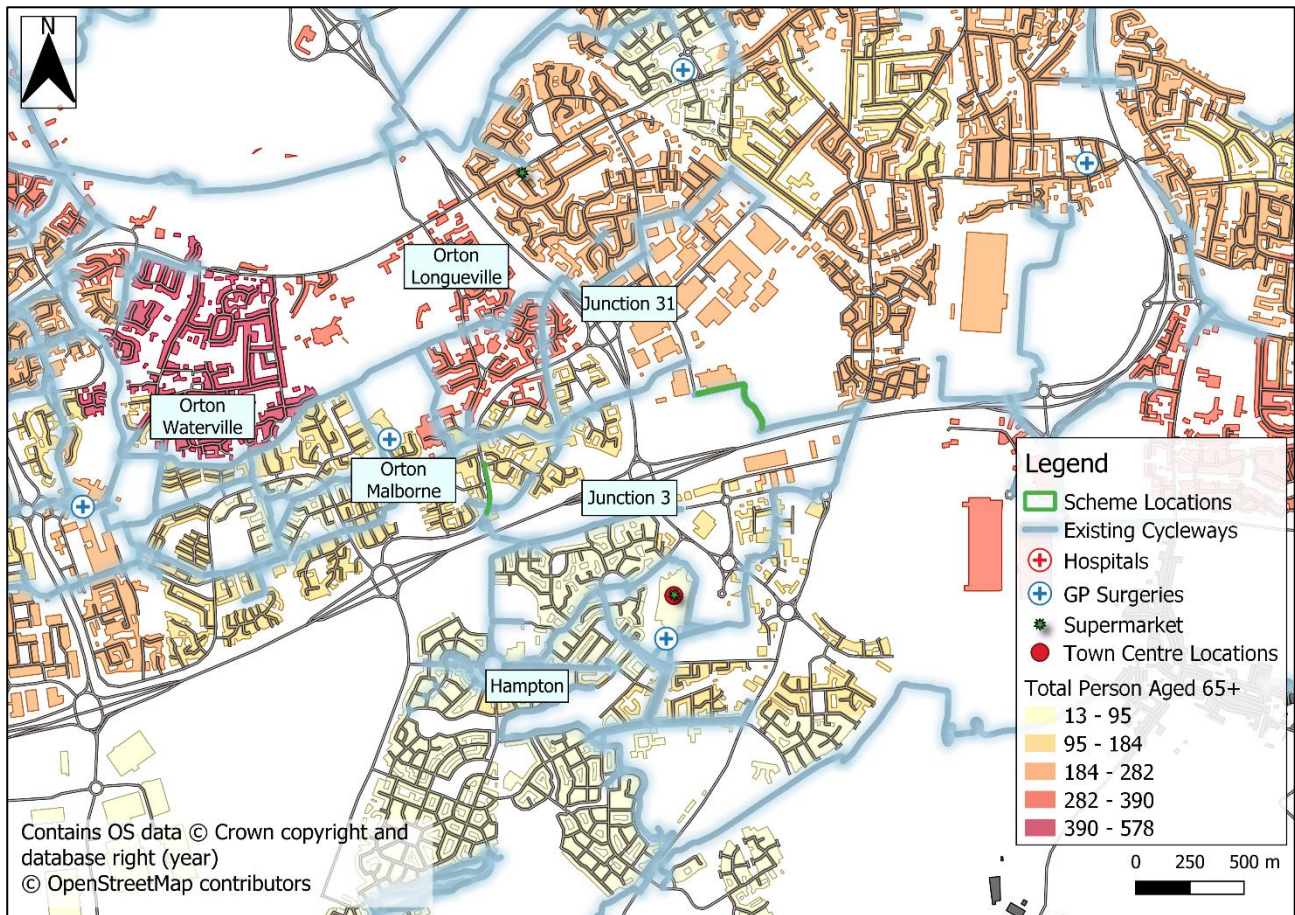 N
Orton
Longueville
Junction 31
Orton
Waterville
Orton
Malborne
Junction 3
Hampton
Legend
Scheme Locations
Existing Cycleways
Hospitals
GP Surgeries
Supermarket
Town Centre Locations
Total Person Aged 65+
13 - 95
95 - 184
184 - 282
282 - 390
390 - 578
0 250 500 m
Contains OS data © Crown copyright and
database right (year)
© OpenStreetMap contributors